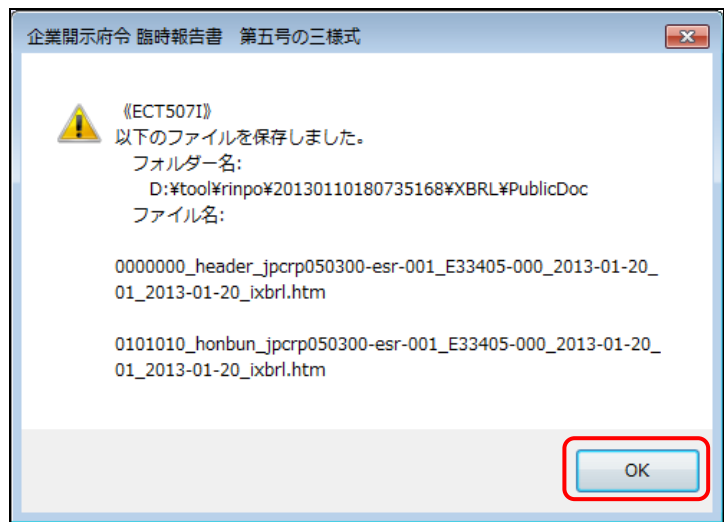 企業開示府令 臨時報告書　第五号の三様式
《ECT507I》
以下のファイルを保存しました。
フォルダー名:
D:¥tool¥rinpo¥20130110180735168¥XBRL¥PublicDoc
ファイル名:
0000000_header_jpcrp050300-esr-001_E33405-000_2013-01-20_
01_2013-01-20_ixbrl.htm
0101010_honbun_jpcrp050300-esr-001_E33405-000_2013-01-20_
01_2013-01-20_ixbrl.htm
OK